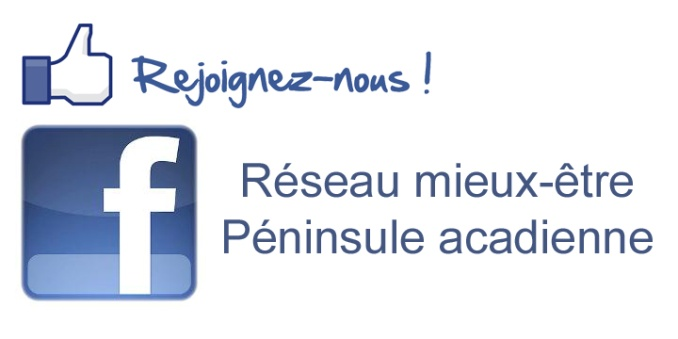 Rejoignez-nous !
f
Réseau mieux-être
Péninsule acadienne